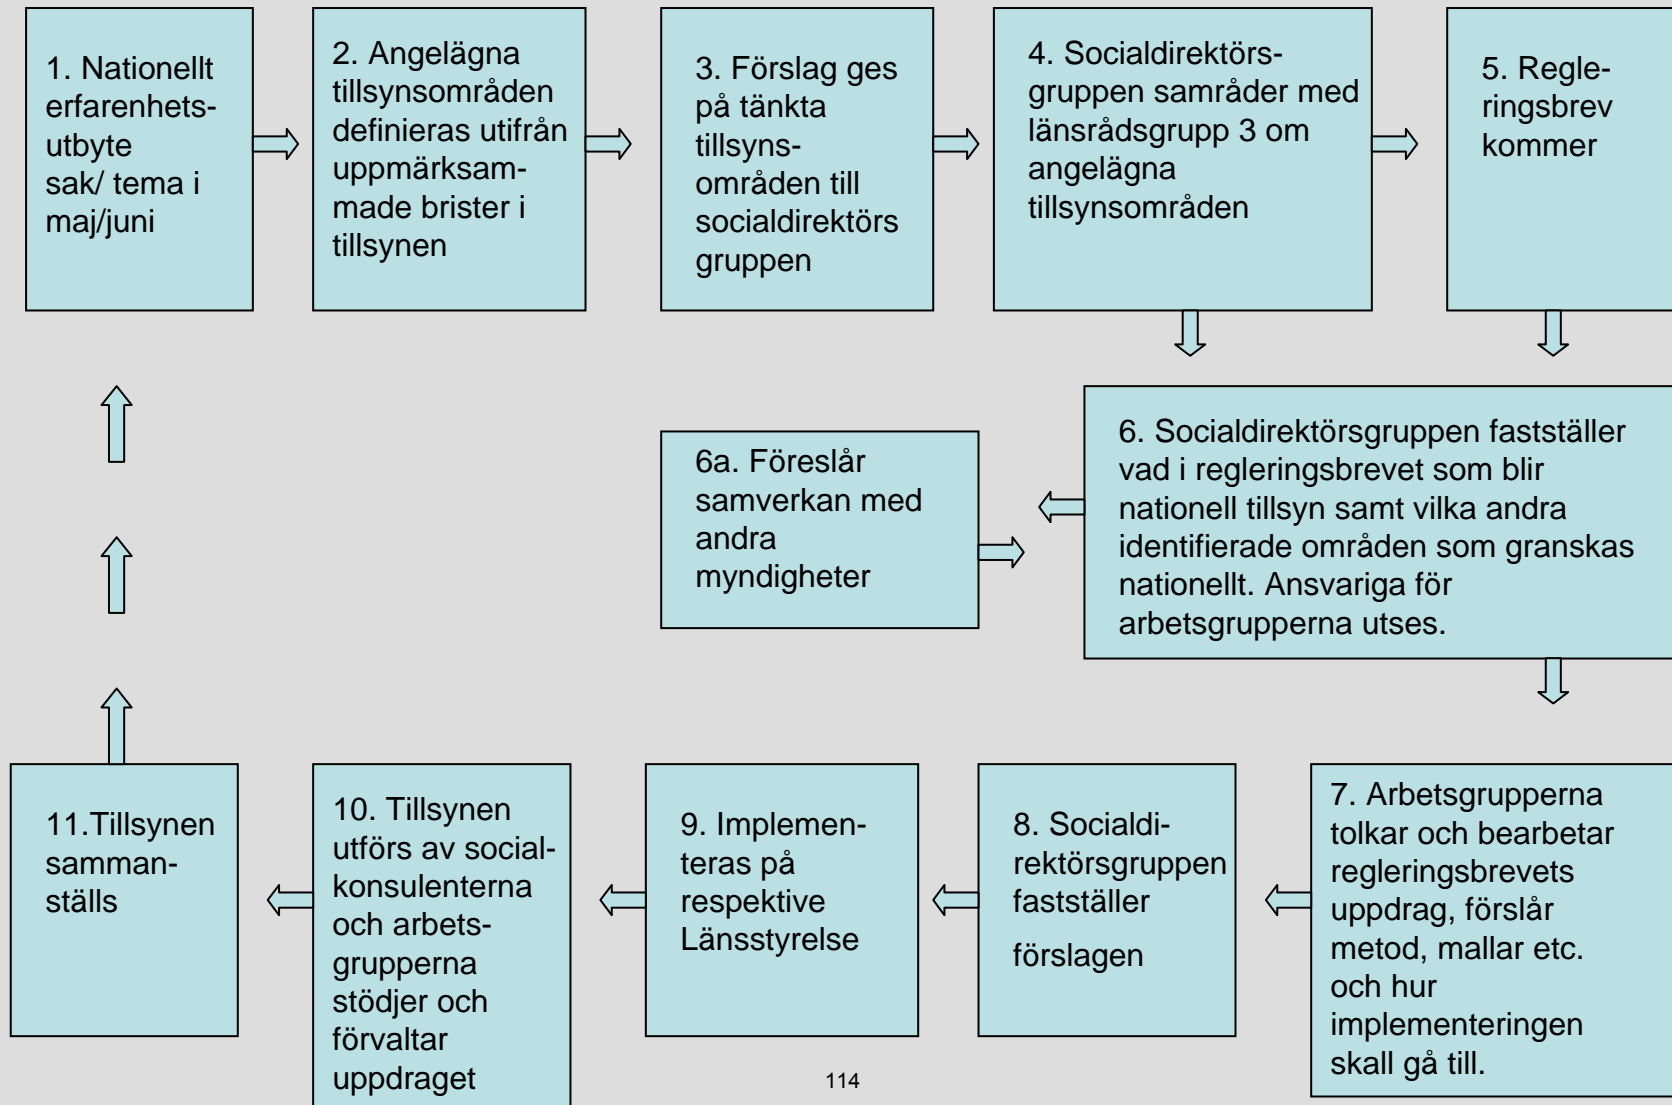 1. Nationellt
erfarenhets-
utbyte
sak/ tema i
maj/juni
2. Angelägna
tillsynsområden
definieras utifrån
uppmärksam-
made brister i
tillsynen
3. Förslag ges
på tänkta
tillsyns-
områden till
socialdirektörs
gruppen
4. Socialdirektörs-
gruppen samråder med
länsrådsgrupp 3 om
angelägna
tillsynsområden
5. Regle-
ringsbrev
kommer
6a. Föreslår
samverkan med
andra
myndigheter
6. Socialdirektörsgruppen fastställer
vad i regleringsbrevet som blir
nationell tillsyn samt vilka andra
identifierade områden som granskas
nationellt. Ansvariga för
arbetsgrupperna utses.
11.Tillsynen
samman-
ställs
10. Tillsynen
utförs av social-
konsulenterna
och arbets-
grupperna
stödjer och
förvaltar
uppdraget
9. Implemen-
teras på
respektive
Länsstyrelse
8. Socialdi-
rektörsgruppen
fastställer
förslagen
7. Arbetsgrupperna
tolkar och bearbetar
regleringsbrevets
uppdrag, förslår
metod, mallar etc.
och hur
implementeringen
skall gå till.
114